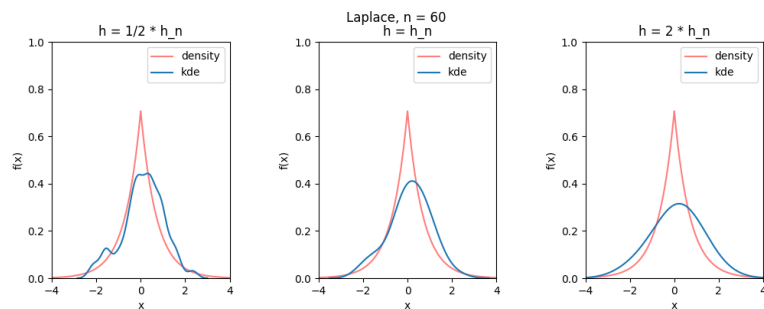 Laplace, n = 60
h = 1/2 * h_n
1.0
0.8
0.6
0.4
0.2
0.0
f(x)
density
kde
−4
−2
0
2
4
x
h = h_n
1.0
0.8
0.6
0.4
0.2
0.0
f(x)
density
kde
−4
−2
0
2
4
x
h = 2 * h_n
1.0
0.8
0.6
0.4
0.2
0.0
f(x)
density
kde
−4
−2
0
2
4
x